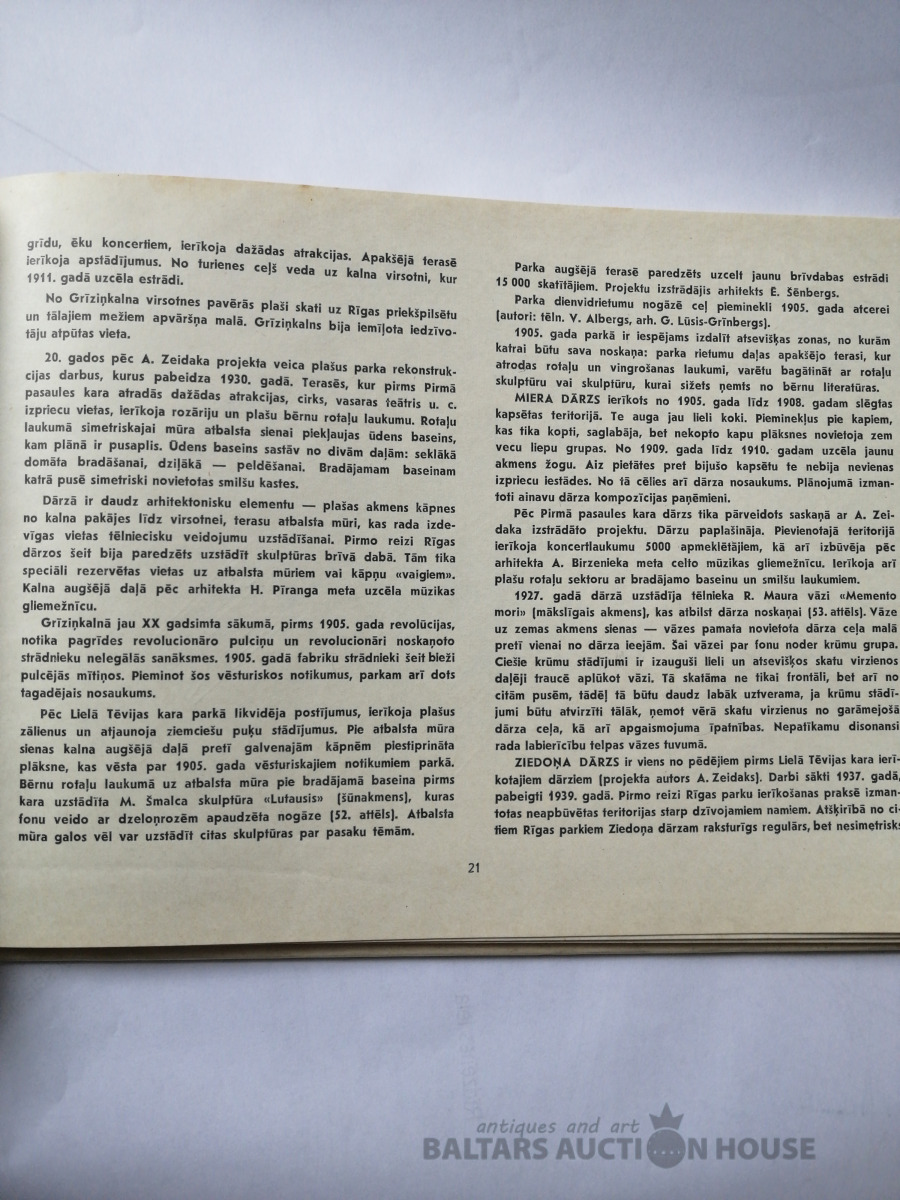 grīdu, ēku koncertiem, ierīkoja dažādas atrakcijas. Apakšējā terasē
ierīkoja apstādījumus. No turienes ceļš veda uz kalna virsotni, kur
1911. gadā uzcēla estrādi.
No Grīziņkalna virsotnes pavērās plaši skati uz Rīgas priekšpilsētu
un tālajiem mežiem apvāršņa malā. Grīziņkalns bija iemīļota iedzīvo-
tāju atpūtas vieta.
20. gados pēc A. Zeidaka projekta veica plašus parka rekonstruk-
cijas darbus, kurus pabeidza 1930. gadā. Terasēs, kur pirms Pirmā
pasaules kara atradās dažādas atrakcijas, cirks, vasaras teātris u. c.
izpriecu vietas, ierīkoja rozāriju un plašu bērnu rotaļu laukumu. Rotaļu
laukumā simetriskajai mūra atbalsta sienai piekļaujas ūdens baseins,
kam plānā ir pusaplis. Ūdens baseins sastāv no divām daļām: seklākā
domāta bradāšanai, dziļākā — peldēšanai. Bradājamam baseinam
katrā pusē simetriski novietotas smilšu kastes.
Dārzā ir daudz arhitektonisku elementu — plašas akmens kāpnes
no kalna pakājes līdz virsotnei, terasu atbalsta mūri, kas rada izde-
vīgas vietas tēlniecisku veidojumu uzstādīšanai. Pirmo reizi Rīgas
dārzos šeit bija paredzēts uzstādīt skulptūras brīvā dabā. Tām tika
speciāli rezervētas vietas uz atbalsta mūriem vai kāpņu «vaigiem».
Kalna augšējā daļā pēc arhitekta H. Pīranga meta uzcēla mūzikas
gliemežnīcu.
Grīziņkalnā jau XX gadsimta sākumā, pirms 1905. gada revolūcijas,
notika pagrīdes revolucionāro pulciņu un revolucionāri noskaņoto
strādnieku nelegālās sanāksmes. 1905. gadā fabriku strādnieki šeit bieži
pulcējās mītiņos. Pieminot šos vēsturiskos notikumus, parkam arī dots
tagadējais nosaukums.
Pēc Lielā Tēvijas kara parkā likvidēja postījumus, ierīkoja plašus
zālienus un atjaunoja ziemciešu puķu stādījumus. Pie atbalsta mūra
sienas kalna augšējā daļā pretī galvenajām kāpnēm piestiprināta
plāksne, kas vēsta par 1905. gada vēsturiskajiem notikumiem parkā.
Bērnu rotaļu laukumā uz atbalsta mūra pie bradājamā baseina pirms
kara uzstādīta M. Šmalca skulptūra «Lutausis» (šūnakmens), kuras
fonu veido ar dzeloņrozēm apaudzēta nogāze (52. attēls). Atbalsta
mūra galos vēl var uzstādīt citas skulptūras par pasaku tēmām.
Parka augšējā terasē paredzēts uzcelt jaunu brīvdabas estrādi
15 000 skatītājiem. Projektu izstrādājis arhitekts E. Šēnbergs.
Parka dienvidrietumu nogāzē ceļ pieminekli 1905. gada atcerei
(autori: tēln. V. Albergs, arh. G. Lūsis-Grīnbergs).
1905. gada parkā ir iespējams izdalīt atsevišķas zonas, no kurām
katrai būtu sava noskaņa: parka rietumu daļas apakšējo terasi, kur
atrodas rotaļu un vingrošanas laukumi, varētu bagātināt ar rotaļu
skulptūru vai skulptūru, kurai sižets ņemts no bērnu literatūras.
MIERA DĀRZS ierīkots no 1905. gada līdz 1908. gadam slēgtas
kapsētas teritorijā. Te auga jau lieli koki. Pieminekļus pie kapiem,
kas tika kopti, saglabāja, bet nekopto kapu plāksnes novietoja zem
vecu liepu grupas. No 1909. gada līdz 1910. gadam uzcēla jaunu
akmens žogu. Aiz pietātes pret bijušo kapsētu te nebija nevienas
izpriecu iestādes. No tā cēlies arī dārza nosaukums. Plānojumā izman-
toti ainavu dārza kompozīcijas paņēmieni.
Pēc Pirmā pasaules kara dārzs tika pārveidots saskaņā ar A. Zei-
daka izstrādāto projektu. Dārzu paplašināja. Pievienotajā teritorijā
ierīkoja koncertlaukumu 5000 apmeklētājiem, kā arī izbūvēja pēc
arhitekta A. Birzenieka meta celto mūzikas gliemežnīcu. Ierīkoja arī
plašu rotaļu sektoru ar bradājamo baseinu un smilšu laukumiem.
1927. gadā dārzā uzstādīja tēlnieka R. Maura vāzi «Memento
mori» (mākslīgais akmens), kas atbilst dārza noskaņai (53. attēls). Vāze
uz zemas akmens sienas — vāzes pamata novietota dārza ceļa malā
pretī vienai no dārza ieejām. Šai vāzei par fonu noder krūmu grupa.
Ciešie krūmu stādījumi ir izauguši lieli un atsevišķos skatu virzienos
daļēji traucē aplūkot vāzi. Tā skatāma ne tikai frontāli, bet arī no
citām pusēm, tādēļ tā būtu daudz labāk uztverama, ja krūmu stādī-
jumi būtu atvirzīti tālāk, ņemot vērā skatu virzienus no garāmejošā
dārza ceļa, kā arī apgaismojuma īpatnības. Nepatīkamu disonansi
rada labierīcību telpas vāzes tuvumā.
ZIEDOŅA DĀRZS ir viens no pēdējiem pirms Lielā Tēvijas kara ierī-
kotajiem dārziem (projekta autors A. Zeidaks). Darbi sākti 1937. gadā,
pabeigti 1939. gadā. Pirmo reizi Rīgas parku ierīkošanas praksē izman-
totas neapbūvētas teritorijas starp dzīvojamiem namiem. Atšķirībā no ci-
tiem Rīgas parkiem Ziedoņa dārzam raksturīgs regulārs, bet nesimetrisks
21
antiques and art
BALTARS AUCTION HOUSE